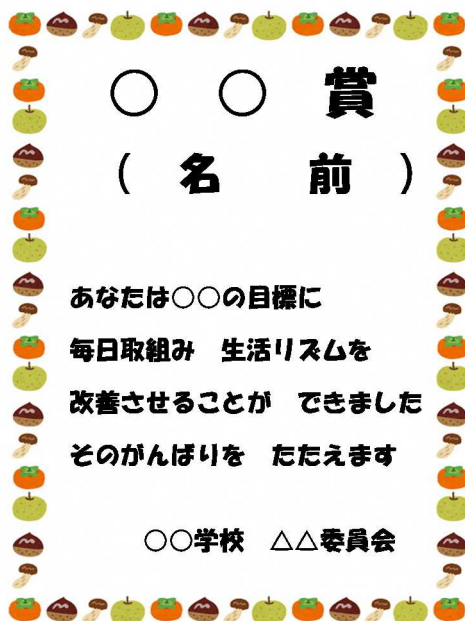 ○　○　賞
（　名　　前　）
あなたは○○の目標に
毎日取組み　生活リズムを
改善させることが　できました
そのがんばりを　たたえます
○○学校　△△委員会